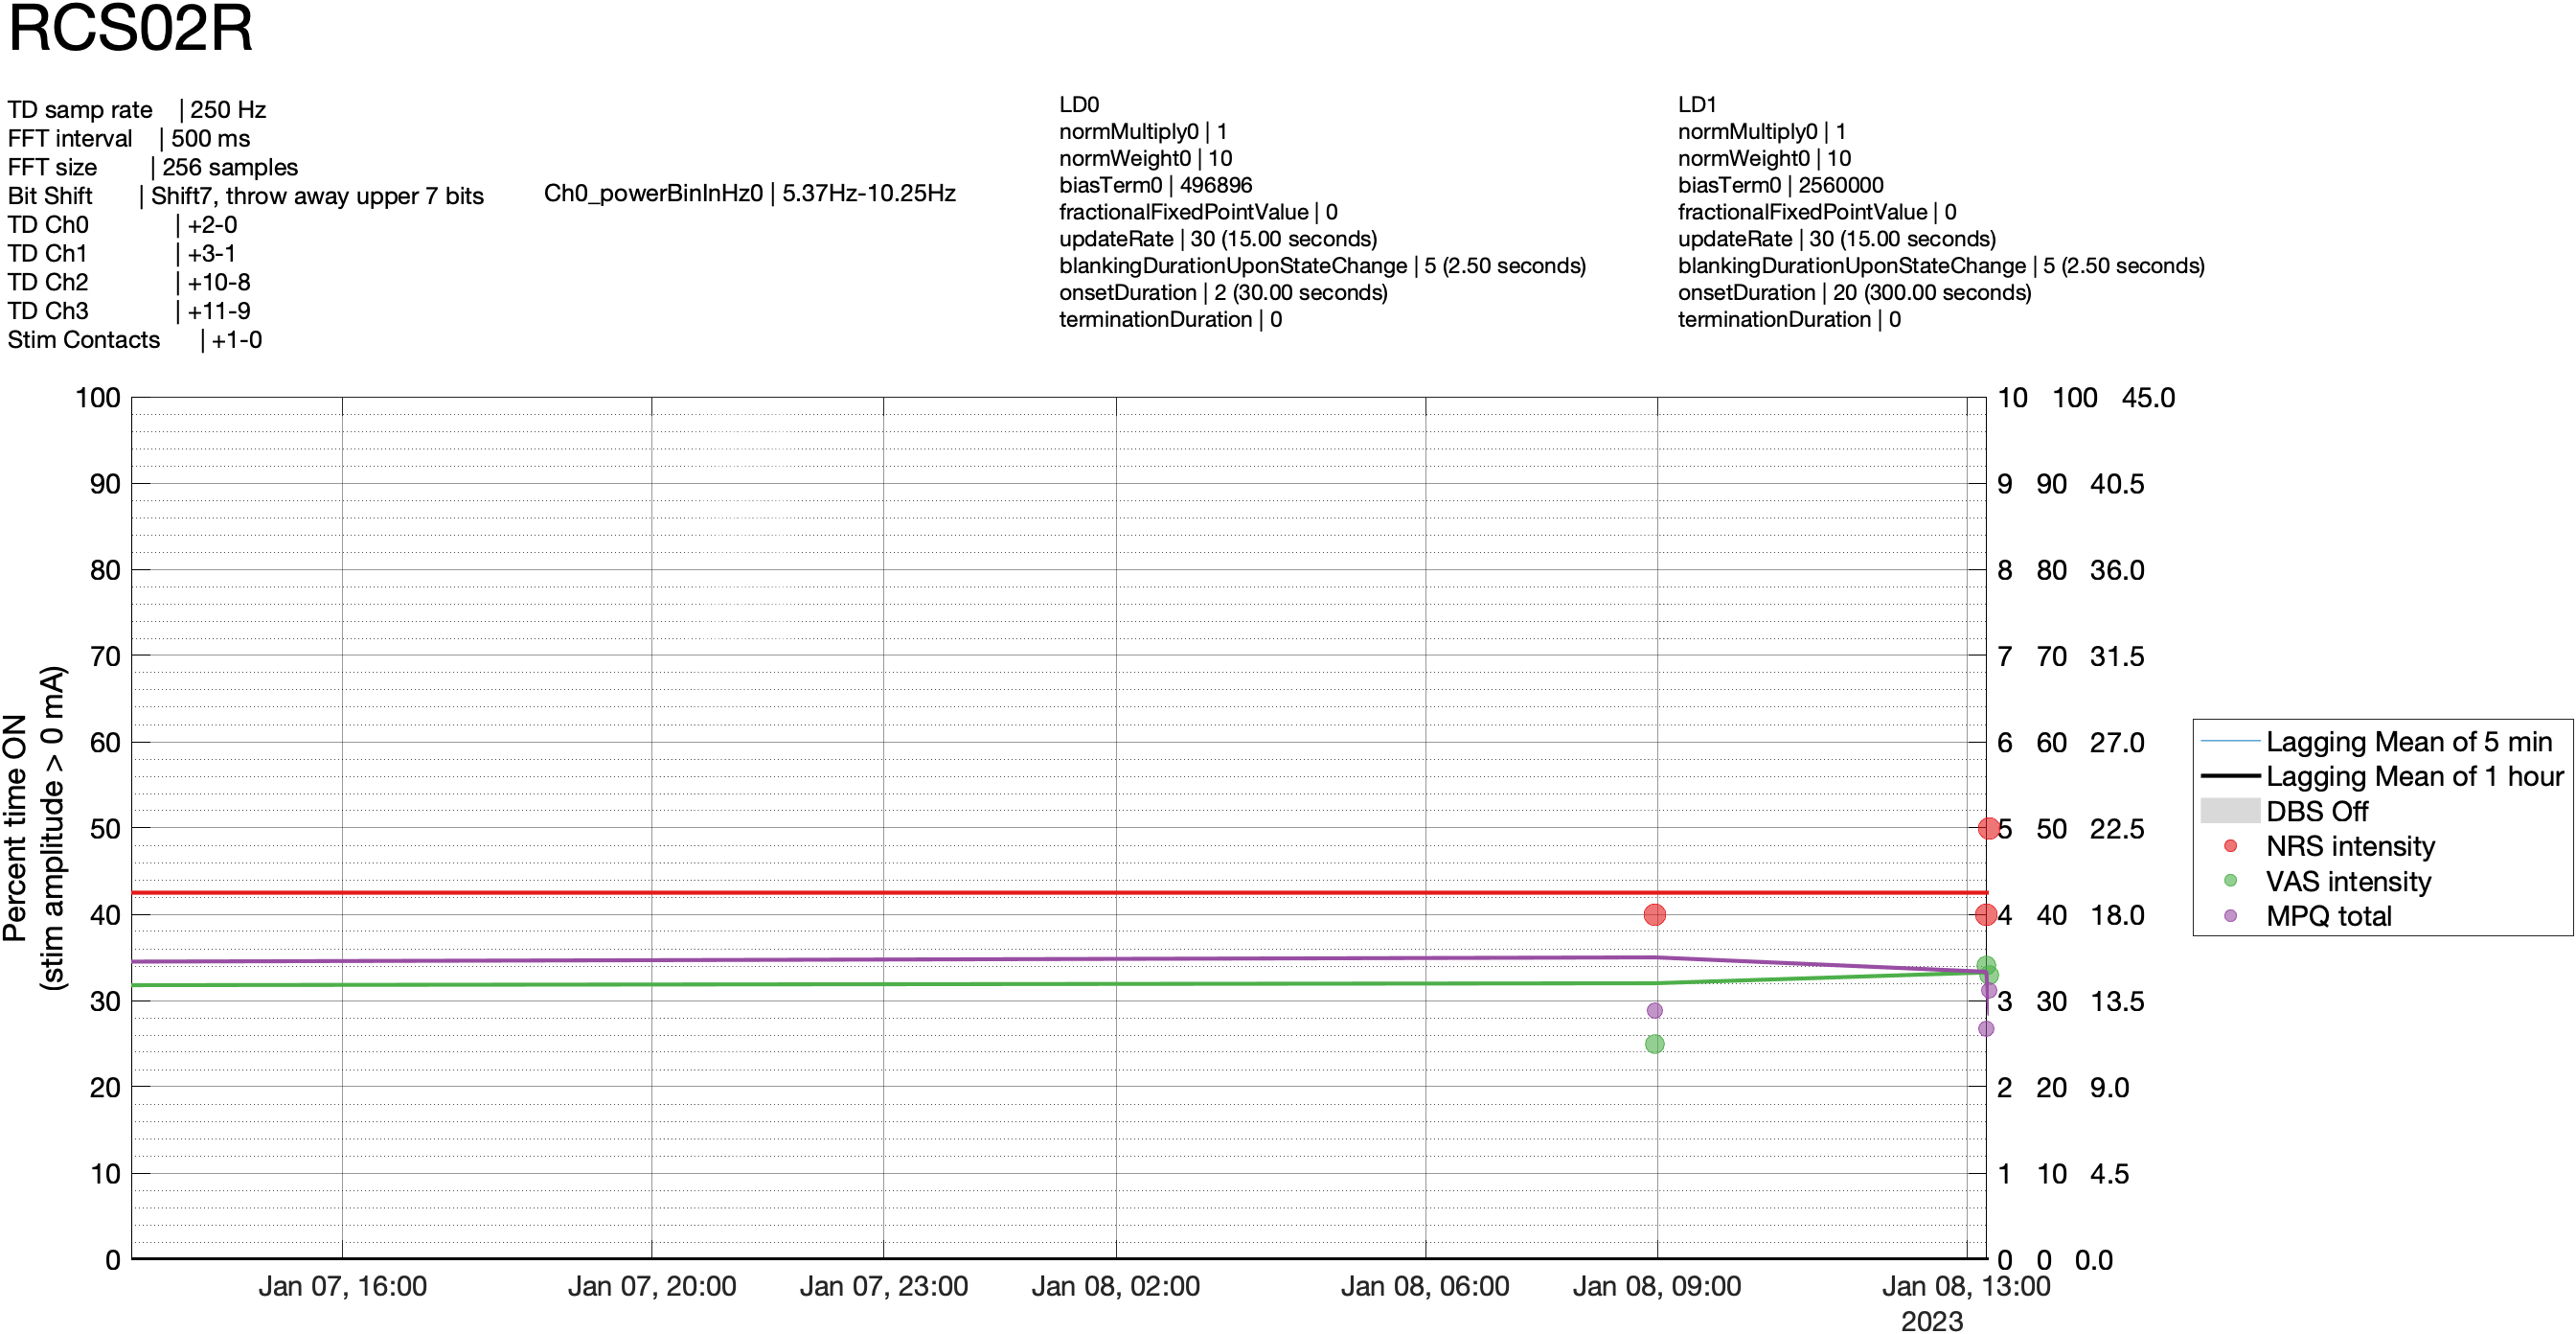 RCS02R
TD samp rate | 250 Hz
FFT interval | 500 ms
FFT size | 256 samples
Bit Shift | Shift7, throw away upper 7 bits
TD Ch0 | +2-0
TD Ch1 | +3-1
TD Ch2 | +10-8
TD Ch3 | +11-9
Stim Contacts | +1-0
Ch0_powerBinInHz0 | 5.37Hz-10.25Hz
LD0
normMultiply0 | 1
normWeight0 | 10
biasTerm0 | 496896
fractionalFixedPointValue | 0
updateRate | 30 (15.00 seconds)
blankingDurationUponStateChange | 5 (2.50 seconds)
onsetDuration | 2 (30.00 seconds)
terminationDuration | 0
LD1
normMultiply0 | 1
normWeight0 | 10
biasTerm0 | 2560000
fractionalFixedPointValue | 0
updateRate | 30 (15.00 seconds)
blankingDurationUponStateChange | 5 (2.50 seconds)
onsetDuration | 20 (300.00 seconds)
terminationDuration | 0
Percent time ON
(stim amplitude > 0 mA)
100
90
80
70
60
50
40
30
20
10
0
10 100 45.0
9 90 40.5
8 80 36.0
7 70 31.5
6 60 27.0
5 50 22.5
4 40 18.0
3 30 13.5
2 20 9.0
1 10 4.5
0 0 0.0
Jan 07, 16:00
Jan 07, 20:00
Jan 07, 23:00
Jan 08, 02:00
Jan 08, 06:00
Jan 08, 09:00
Jan 08, 13:00
2023
Lagging Mean of 5 min
Lagging Mean of 1 hour
DBS Off
NRS intensity
VAS intensity
MPQ total